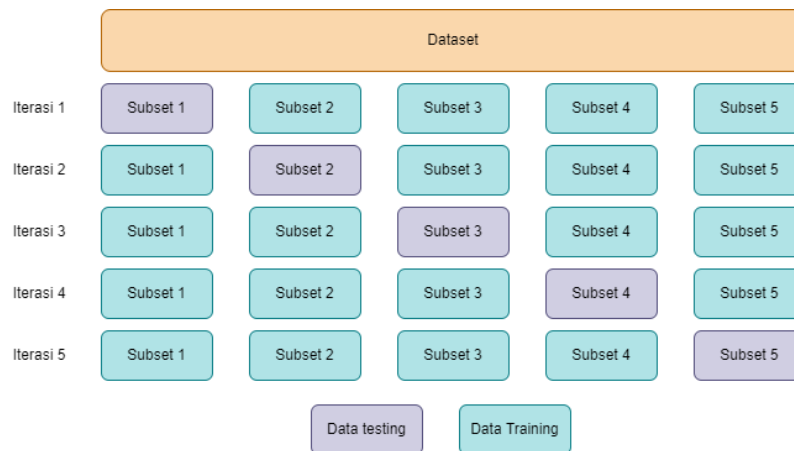 Dataset
Iterasi 1 Subset 1 Subset 2 Subset 3 Subset 4 Subset 5
Iterasi 2 Subset 1 Subset 2 Subset 3 Subset 4 Subset 5
Iterasi 3 Subset 1 Subset 2 Subset 3 Subset 4 Subset 5
Iterasi 4 Subset 1 Subset 2 Subset 3 Subset 4 Subset 5
Iterasi 5 Subset 1 Subset 2 Subset 3 Subset 4 Subset 5
Data testing Data Training